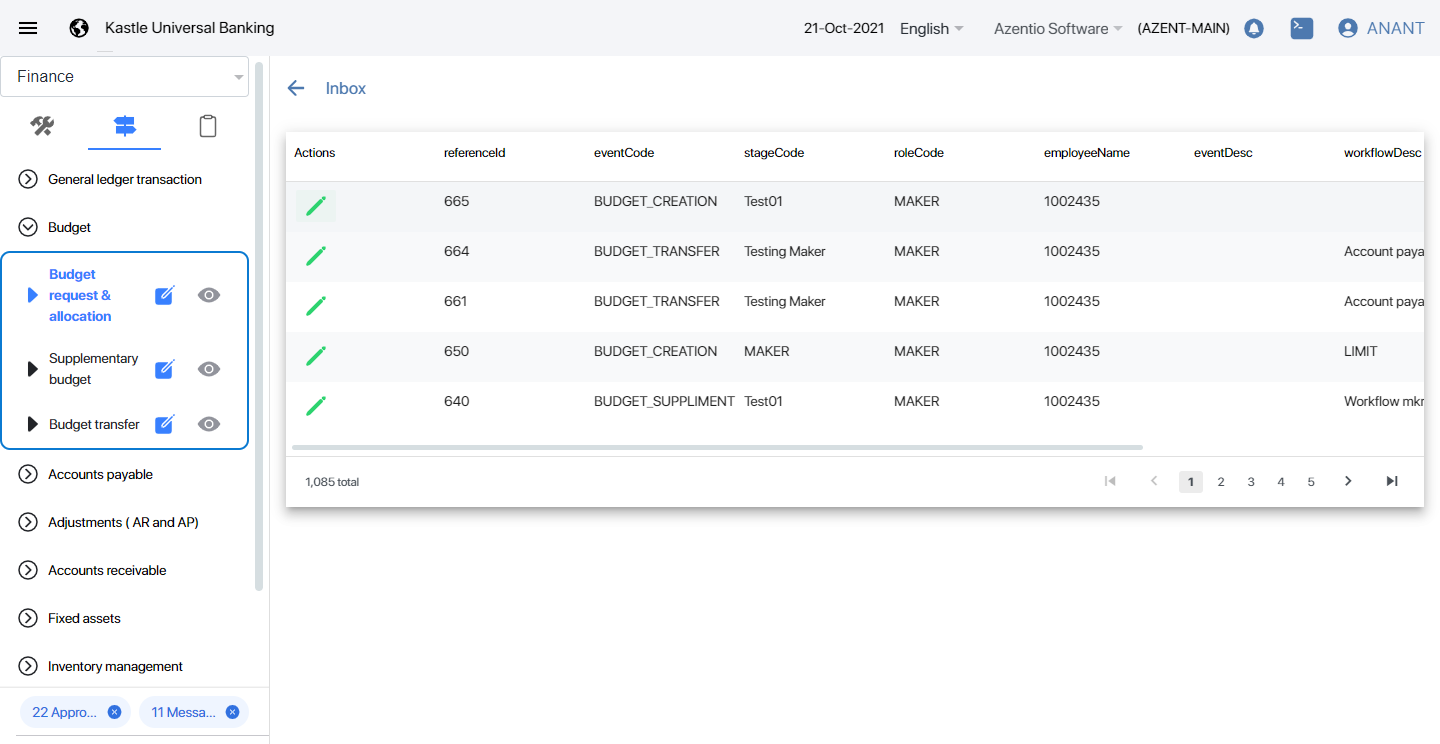 Kastle Universal Banking
21-Oct-2021 English Azentio Software (AZENT-MAIN) ANANT
Finance
General ledger transaction
Budget
Budget
request &
allocation
Supplementary
budget
Budget transfer
Accounts payable
Adjustments ( AR and AP)
Accounts receivable
Fixed assets
Inventory management
22 Appro...
11 Messa...
Inbox
Actions referenceId eventCode stageCode roleCode employeeName eventDesc workflowDesc
665 BUDGET_CREATION Test01 MAKER 1002435
664 BUDGET_TRANSFER Testing Maker MAKER 1002435 Account paya
661 BUDGET_TRANSFER Testing Maker MAKER 1002435 Account paya
650 BUDGET_CREATION MAKER MAKER 1002435 LIMIT
640 BUDGET_SUPPLIMENT Test01 MAKER 1002435 Workflow mkr
1,085 total
1 2 3 4 5